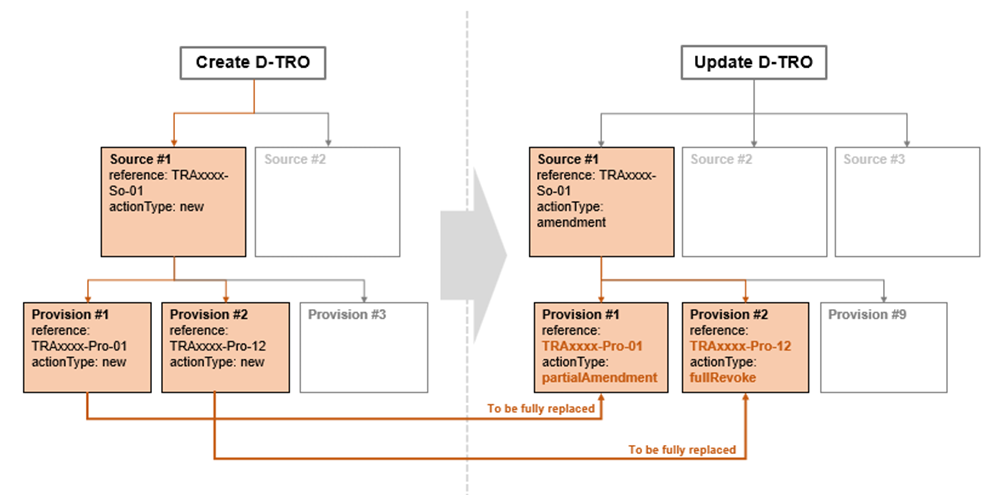 Create D-TRO
Source #1
reference: TRAxxxx-
So-01
actionType: new
Source #2
Provision #1
reference:
TRAxxxx-Pro-01
actionType: new
Provision #2
reference:
TRAxxxx-Pro-12
actionType: new
Provision #3
Update D-TRO
Source #1
reference: TRAxxxx-
So-01
actionType:
amendment
Source #2
Source #3
Provision #1
reference:
TRAxxxx-Pro-01
actionType:
partialAmendment
Provision #2
reference:
TRAxxxx-Pro-12
actionType:
fullRevoke
Provision #9
To be fully replaced
To be fully replaced